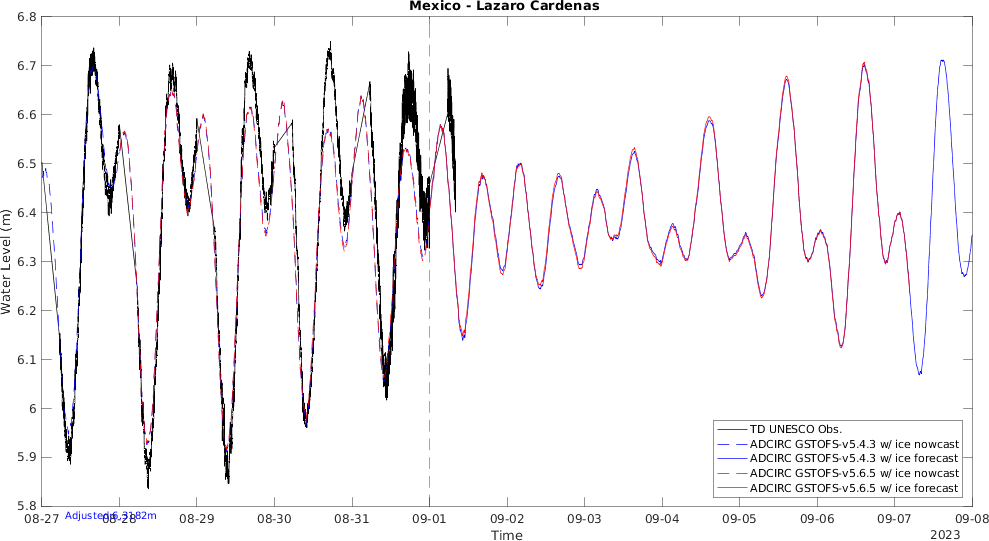 Mexico - Lazaro Cardenas
6.8
6.7
6.6
6.5
6.4
6.3
6.2
6.1
6
5.9
5.8
Water Level (m)
TD UNESCO Obs.
ADCIRC GSTOFS-v5.4.3 w/ ice nowcast
ADCIRC GSTOFS-v5.4.3 w/ ice forecast
ADCIRC GSTOFS-v5.6.5 w/ ice nowcast
ADCIRC GSTOFS-v5.6.5 w/ ice forecast
08-27 08-28 08-29 08-30 08-31 09-01 09-02 09-03 09-04 09-05 09-06 09-07 09-08
Adjusted 6.3182m
Time
2023